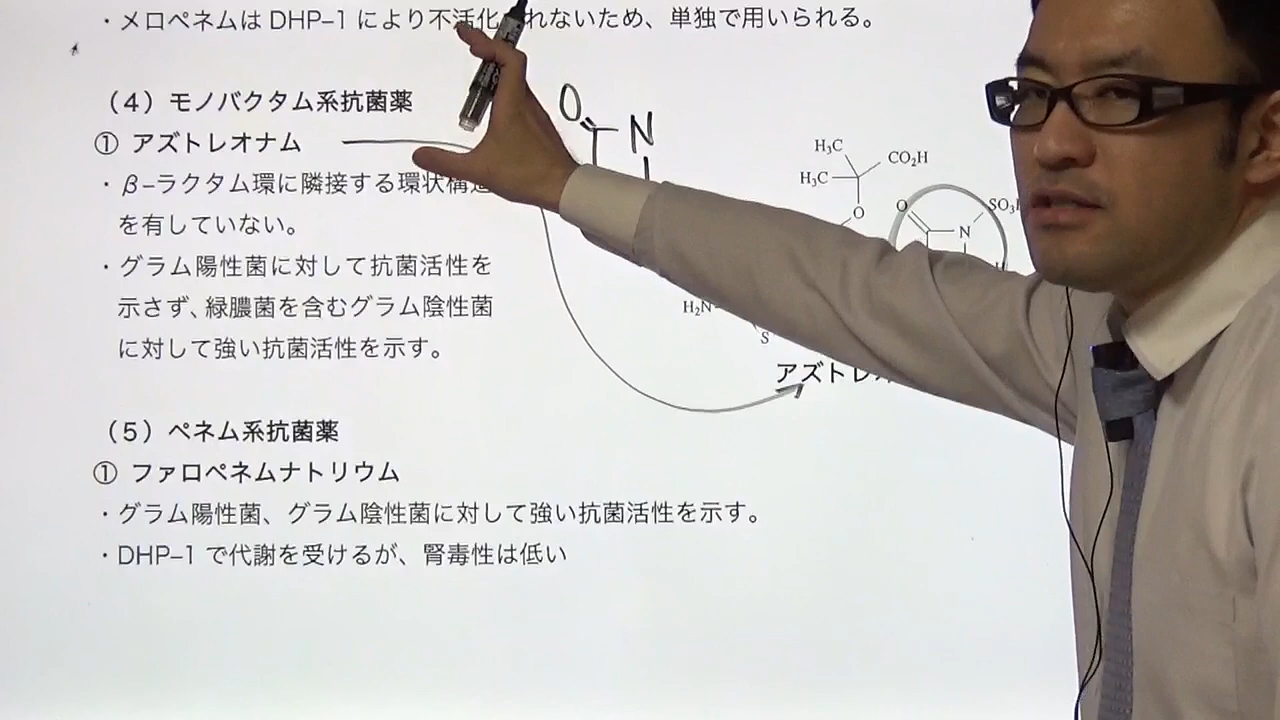 ・メロペネムは DHP–1 により不活化されないため、単独で用いられる。
（4）モノバクタム系抗菌薬
① アズトレオナム
・β–ラクタム環に隣接する環状構造
を有していない。
・グラム陽性菌に対して抗菌活性を
示さず、緑膿菌を含むグラム陰性菌
に対して強い抗菌活性を示す。
O
N
H₃C
CO₂H
H₃C
O
O
N
SO₃H
H₂N
S
アズトレオ
（5）ペネム系抗菌薬
① ファロペネムナトリウム
・グラム陽性菌、グラム陰性菌に対して強い抗菌活性を示す。
・DHP–1 で代謝を受けるが、腎毒性は低い